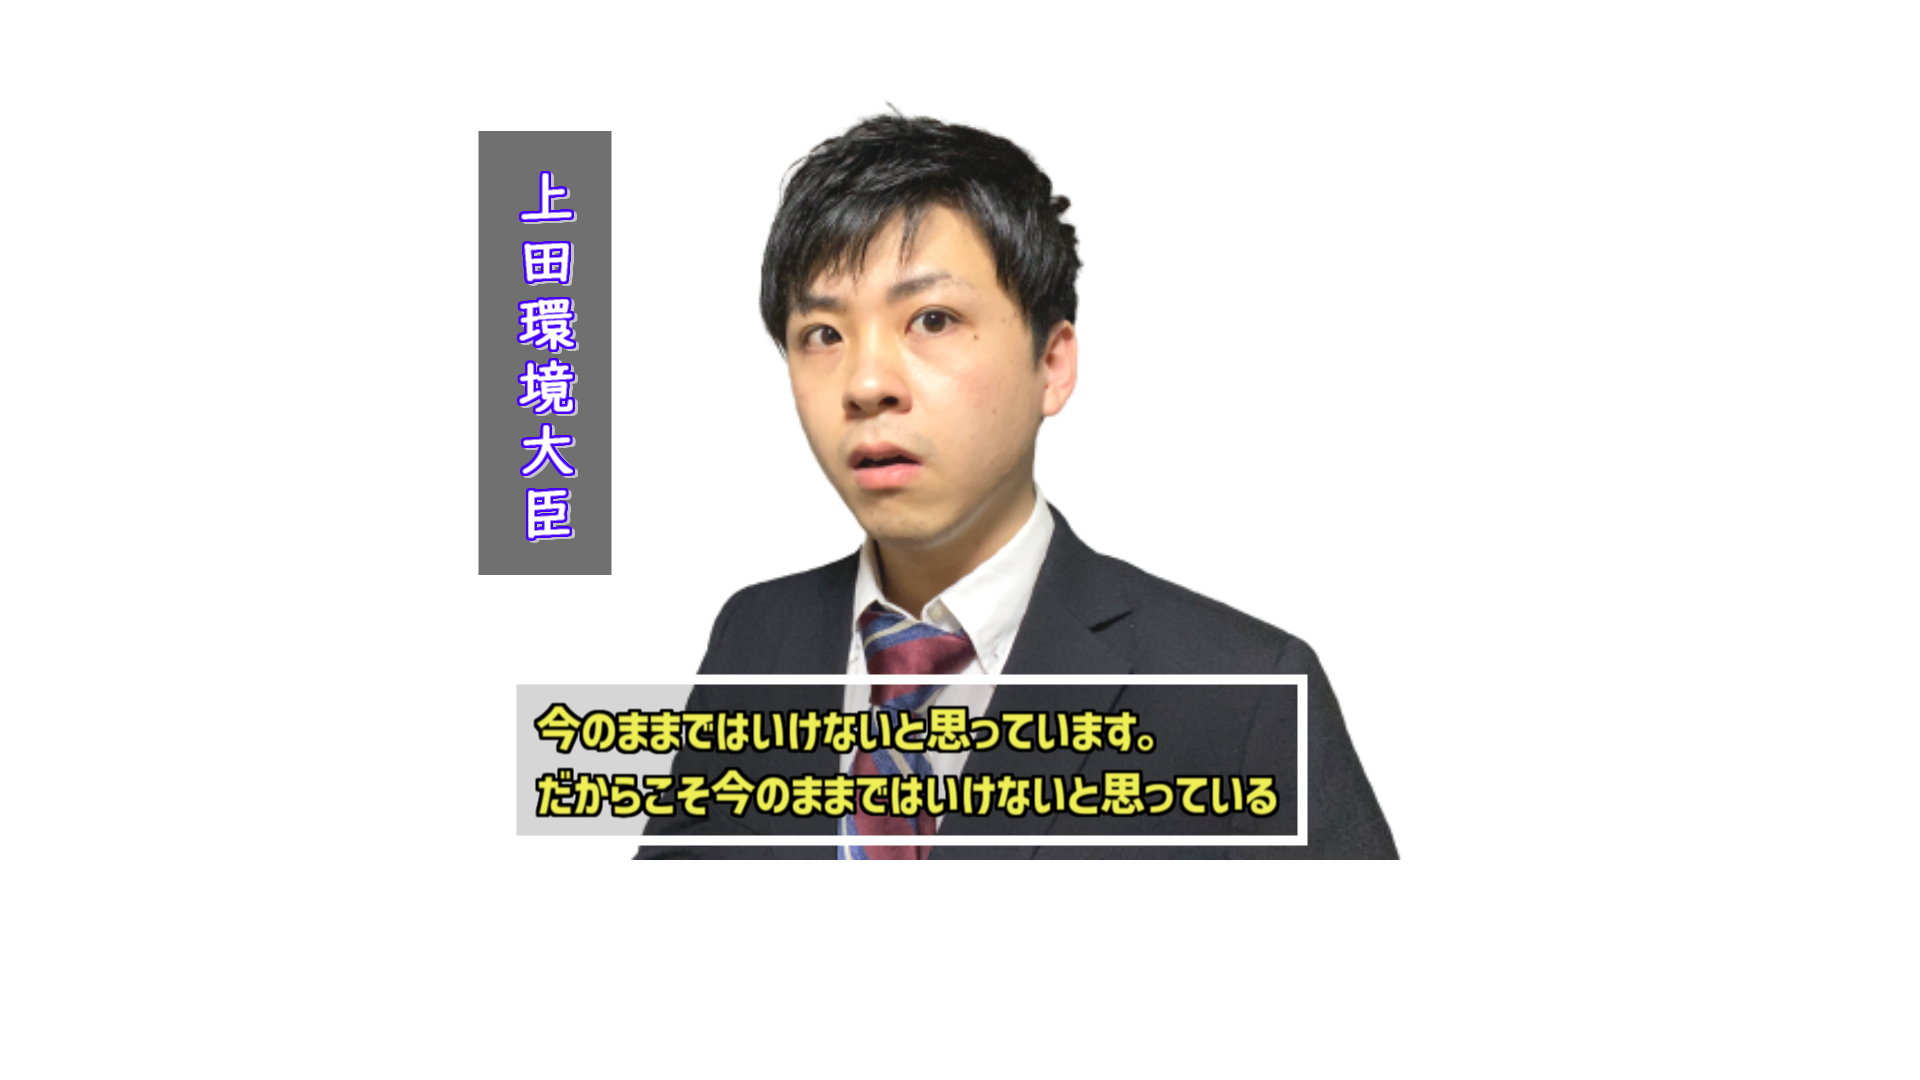 上田環境大臣
今のままではいけないと思っています。
だからこそ今のままではいけないと思っている